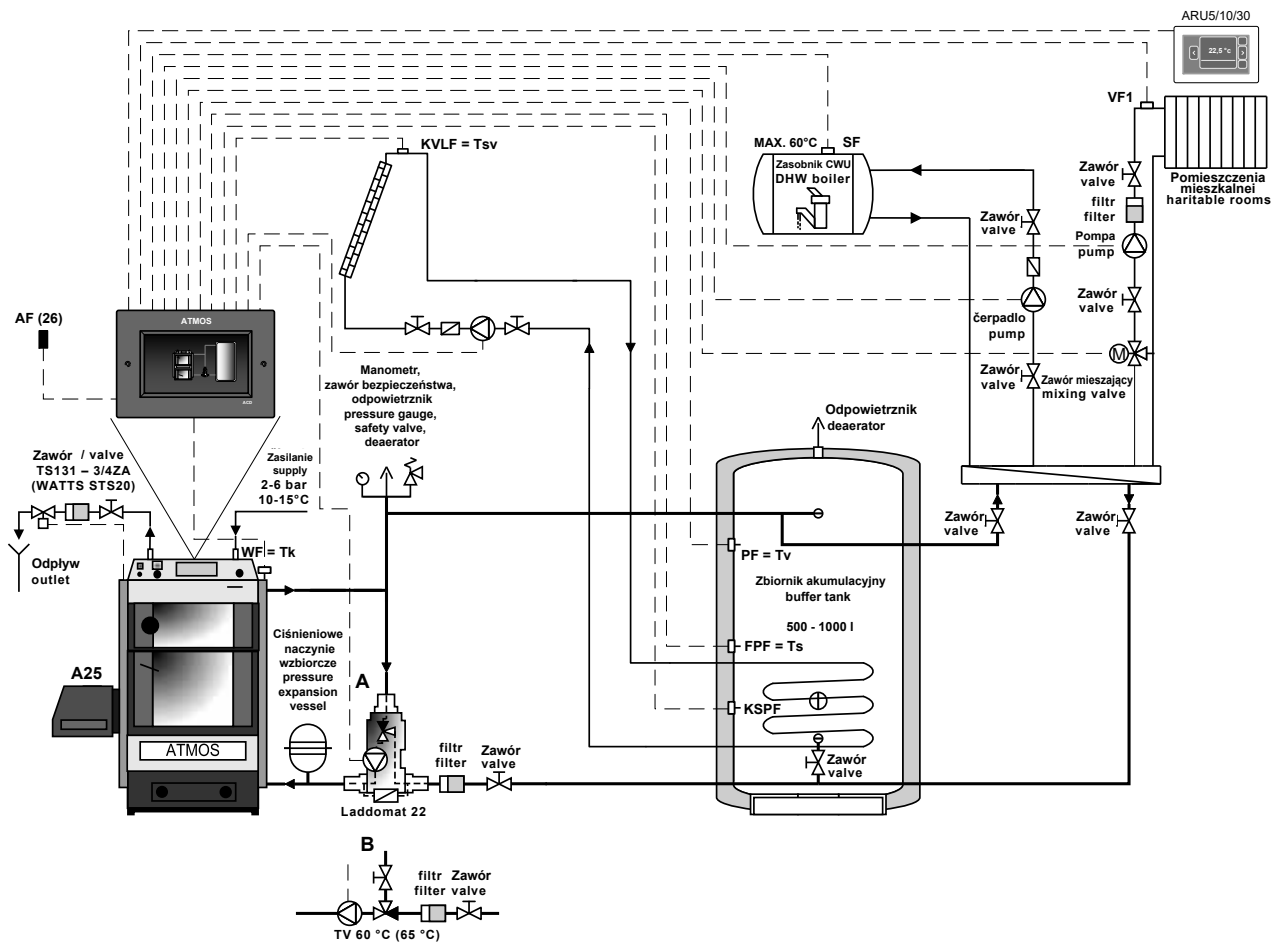 ARU5/10/30
22,5 °c
VF1
KVLF = Tsv
MAX. 60°C SF
Zasobnik CWU
DHW boiler
Zawór
valve
filtr
filter
Pompa
pump
Zawór
valve
Pomieszczenia
mieszkalnei
haritable rooms
Zawór
valve
čerpadlo
pump
Zawór
valve
M
Zawór mieszający
mixing valve
AF (26)
ATMOS
ACD
Manometr,
zawór bezpieczeństwa,
odpowietrznik
pressure gauge,
safety valve,
deaerator
Odpowietrznik
deaerator
Zawór / valve
TS131 – 3/4ZA
(WATTS STS20)
Zasilanie
supply
2-6 bar
10-15°C
Odpływ
outlet
WF = Tk
Zawór
valve
Zawór
valve
PF = Tv
Zbiornik akumulacyjny
buffer tank
500 - 1000 l
FPF = Ts
KSPF
Zawór
valve
A25
ATMOS
Ciśnieniowe
naczynie
wzbiorcze
pressure
expansion
vessel
A
filtr
filter
Zawór
valve
Laddomat 22
B
filtr
filter
Zawór
valve
TV 60 °C (65 °C)